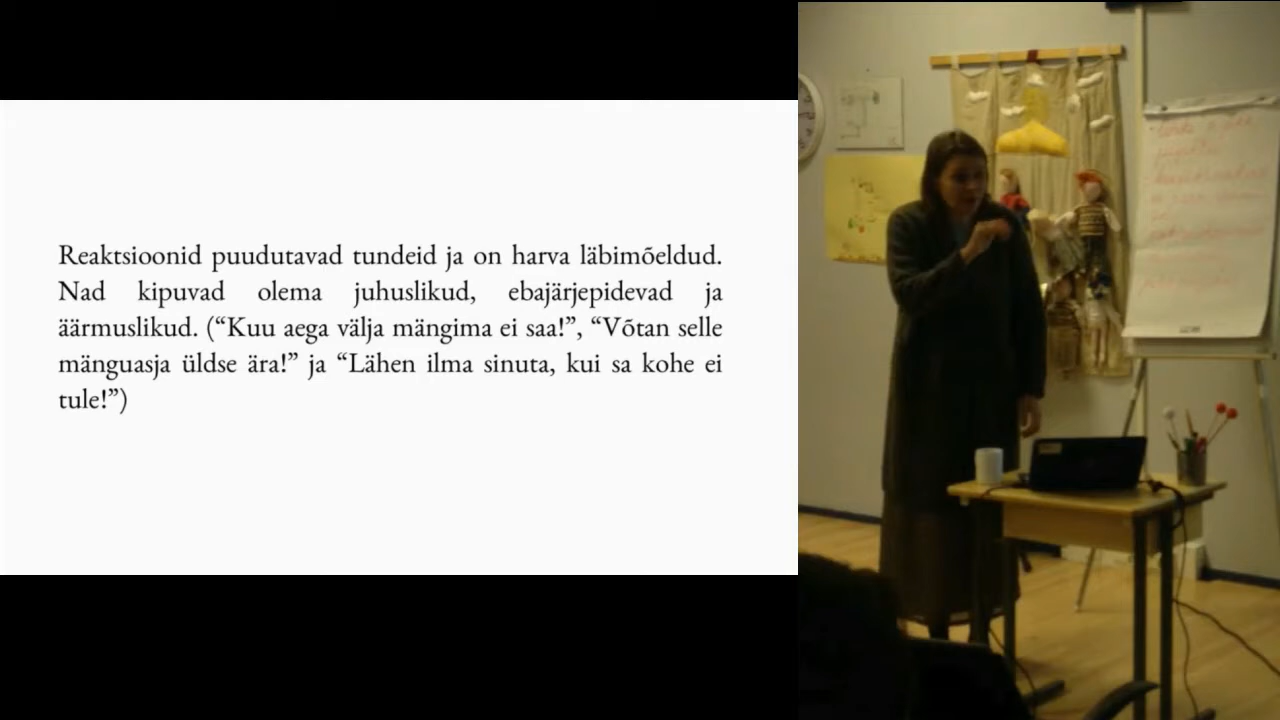 Reaktsioonid puudutavad tundeid ja on harva läbimõeldud.
Nad kipuvad olema juhuslikud, ebajärjepidevad ja
äärmuslikud. (“Kuu aega välja mängima ei saa!”, “Võtan selle
mänguasja üldse ära!” ja “Lähen ilma sinuta, kui sa kohe ei
tule!”)